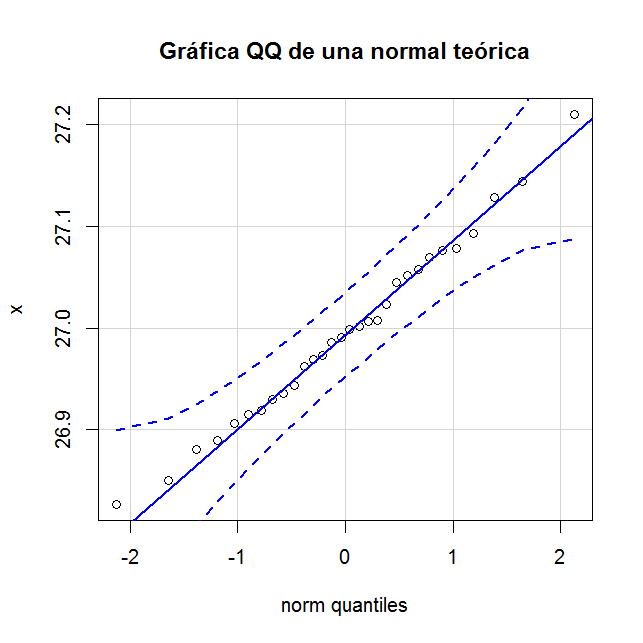 Gráfica QQ de una normal teórica
27.2
27.1
27.0
26.9
x
-2 -1 0 1 2
norm quantiles